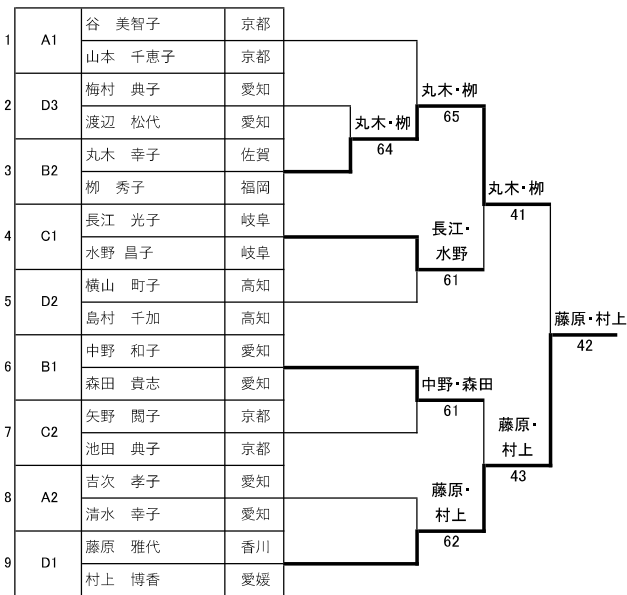 1 A1 谷 美智子 京都
山本 千恵子 京都
2 D3 梅村 典子 愛知
渡辺 松代 愛知
3 B2 丸木 幸子 佐賀
柳 秀子 福岡
4 C1 長江 光子 岐阜
水野 昌子 岐阜
5 D2 横山 町子 高知
島村 千加 高知
6 B1 中野 和子 愛知
森田 貴志 愛知
7 C2 矢野 閲子 京都
池田 典子 京都
8 A2 吉次 孝子 愛知
清水 幸子 愛知
9 D1 藤原 雅代 香川
村上 博香 愛媛
丸木・柳
64
丸木・柳
65
長江・
水野
61
丸木・柳
41
中野・森田
61
藤原・
村上
62
藤原・
村上
43
藤原・村上
42